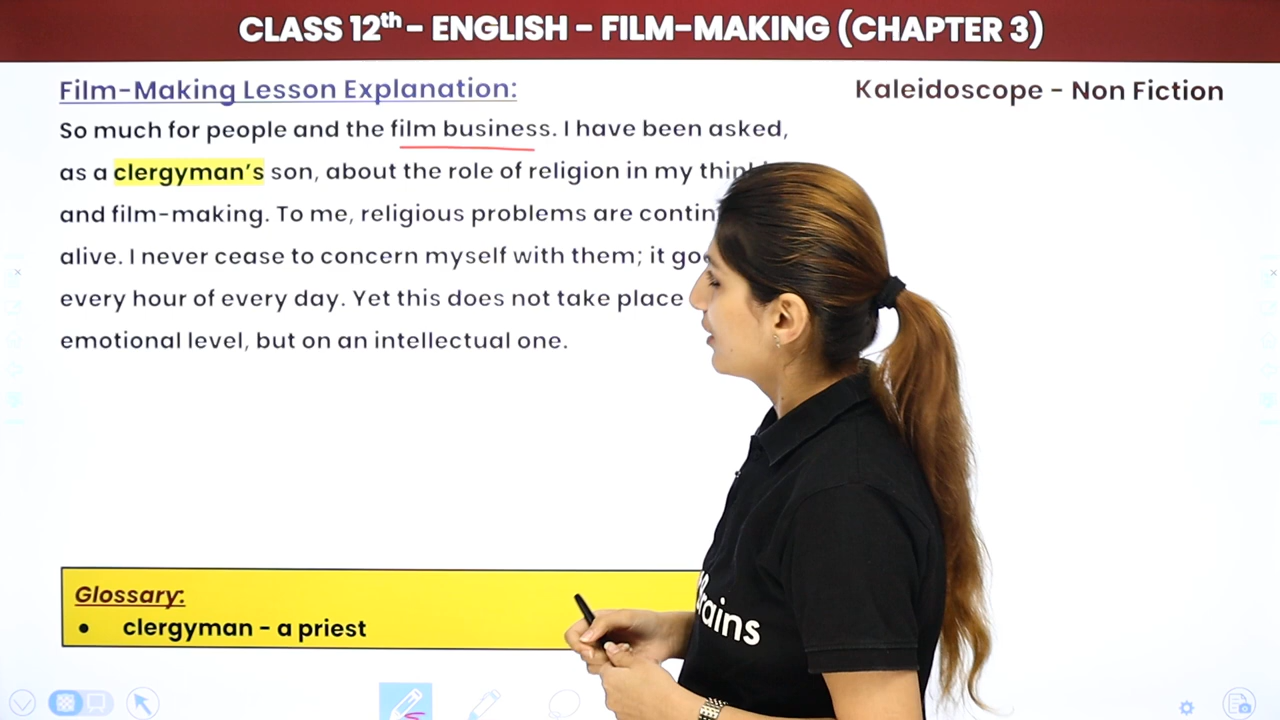 CLASS 12th - ENGLISH - FILM-MAKING (CHAPTER 3)
Film-Making Lesson Explanation:
Kaleidoscope - Non Fiction
So much for people and the film business. I have been asked,
as a clergyman's son, about the role of religion in my
and film-making. To me, religious problems are
alive. I never cease to concern myself with them; it
every hour of every day. Yet this does not take place
emotional level, but on an intellectual one.
Glossary:
• clergyman - a priest
rains